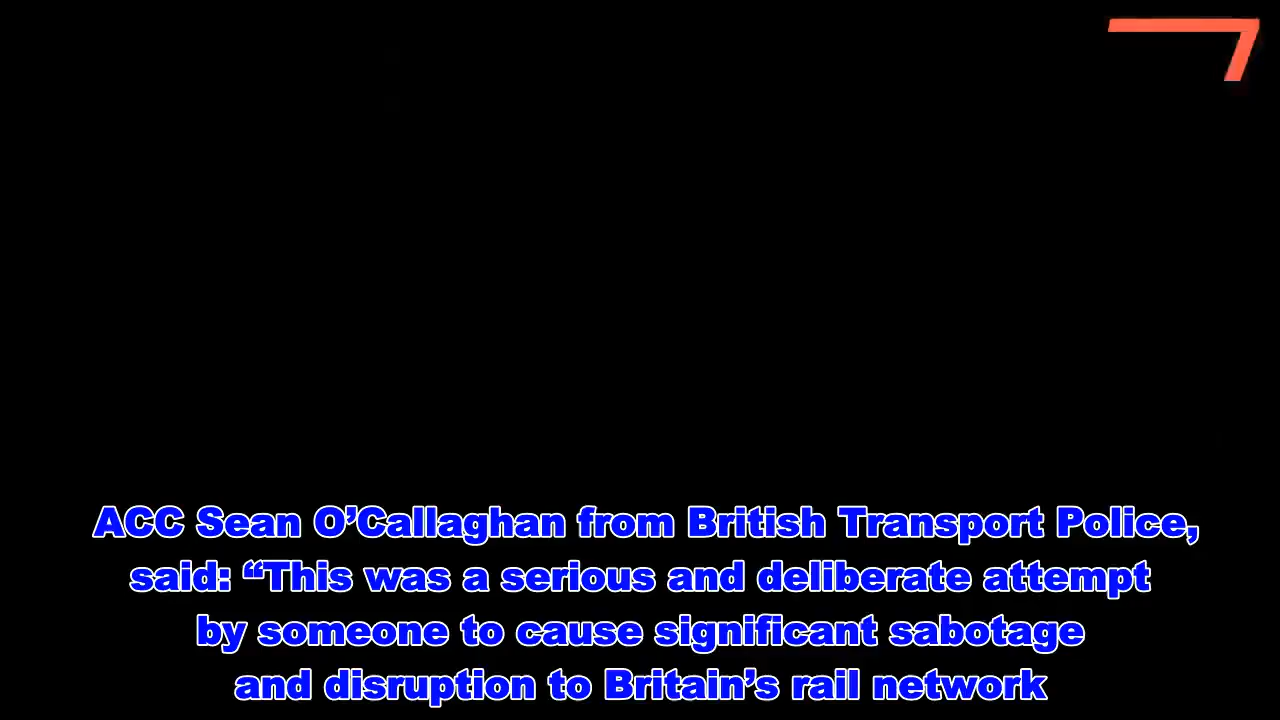 ACC Sean O’Callaghan from British Transport Police,
said: “This was a serious and deliberate attempt
by someone to cause significant sabotage
and disruption to Britain’s rail network